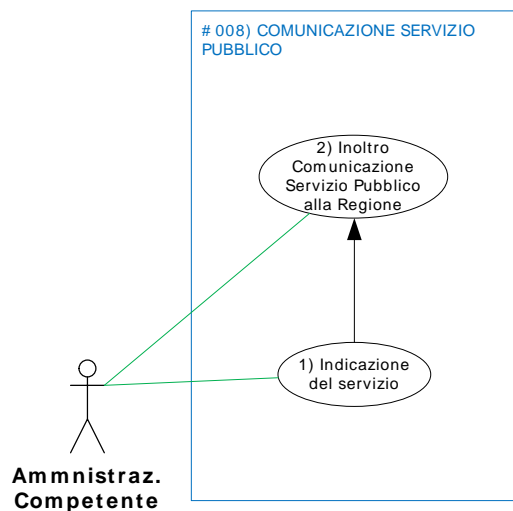 # 008) COMUNICAZIONE SERVIZIO
PUBBLICO
2) Inoltro
Comunicazione
Servizio Pubblico
alla Regione
1) Indicazione
del servizio
Ammnistraz.
Competente